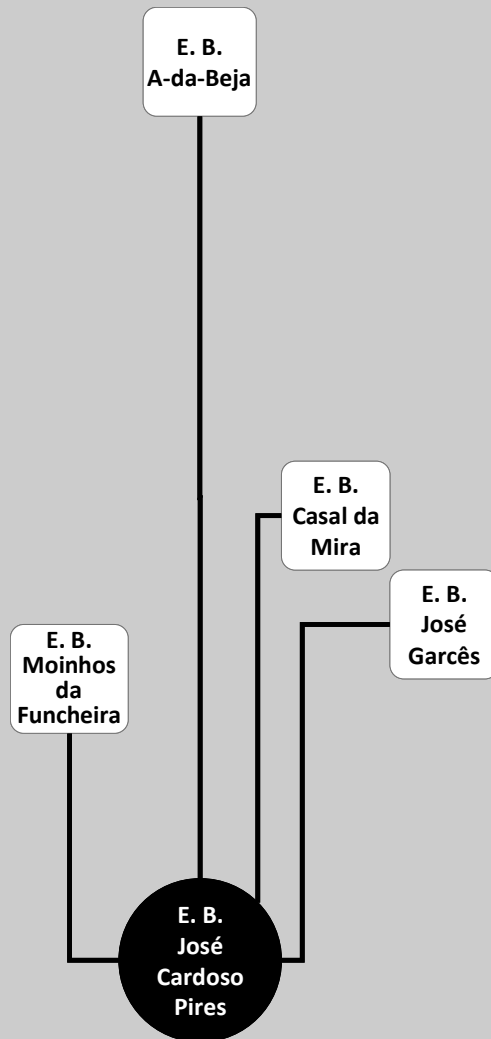 E. B.
A-da-Beja
E. B.
Casal da
Mira
E. B.
José
Garcês
E. B.
Moinhos
da
Funcheira
E. B.
José
Cardoso
Pires